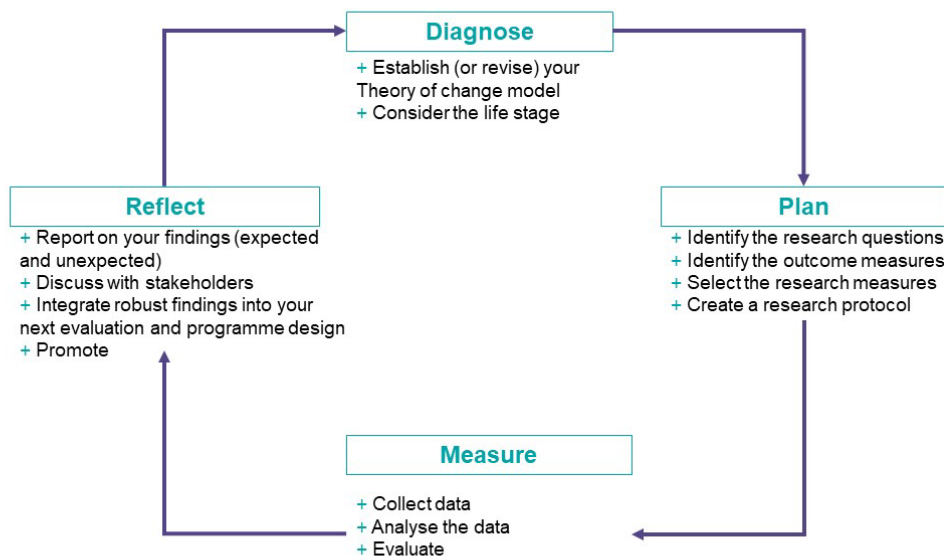 Diagnose
+ Establish (or revise) your
Theory of change model
+ Consider the life stage
Plan
+ Identify the research questions
+ Identify the outcome measures
+ Select the research measures
+ Create a research protocol
Measure
+ Collect data
+ Analyse the data
+ Evaluate
Reflect
+ Report on your findings (expected
and unexpected)
+ Discuss with stakeholders
+ Integrate robust findings into your
next evaluation and programme design
+ Promote